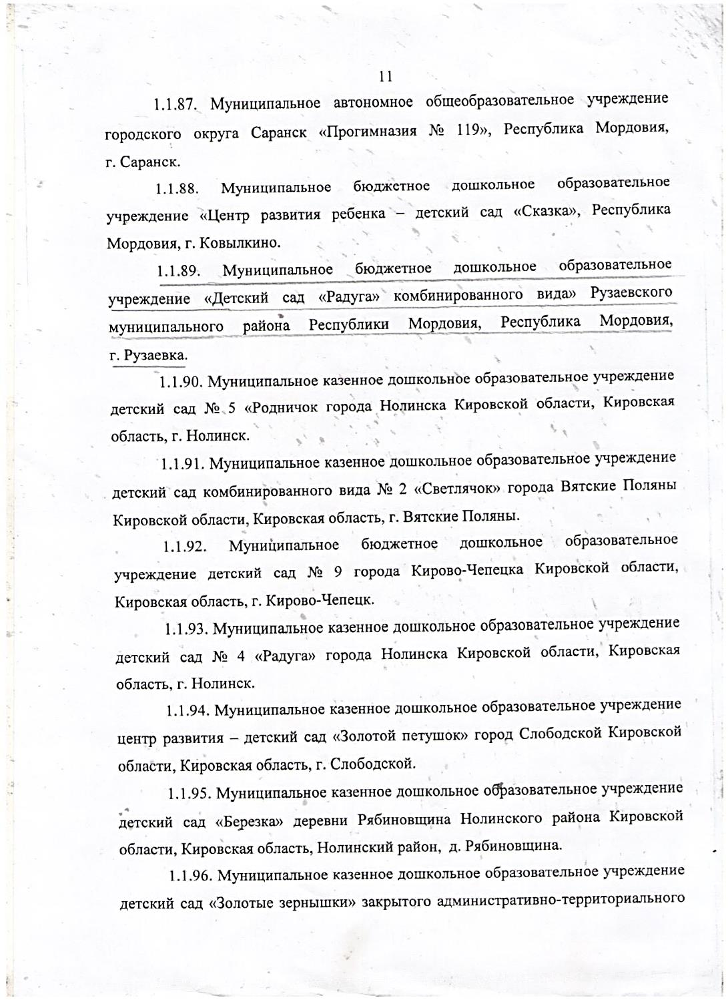 11
1.1.87. Муниципальное автономное общеобразовательное учреждение
городского округа Саранск «Прогимназия № 119», Республика Мордовия,
г. Саранск.
1.1.88. Муниципальное бюджетное дошкольное образовательное
учреждение «Центр развития ребенка – детский сад «Сказка», Республика
Мордовия, г. Ковылкино.
1.1.89. Муниципальное бюджетное дошкольное образовательное
учреждение «Детский сад «Радуга» комбинированного вида» Рузаевского
муниципального района Республики Мордовия, Республика Мордовия,
г. Рузаевка.
1.1.90. Муниципальное казенное дошкольное образовательное учреждение
детский сад № 5 «Родничок города Нолинска Кировской области, Кировская
область, г. Нолинск.
1.1.91. Муниципальное казенное дошкольное образовательное учреждение
детский сад комбинированного вида № 2 «Светлячок» города Вятские Поляны
Кировской области, Кировская область, г. Вятские Поляны.
1.1.92. Муниципальное бюджетное дошкольное образовательное
учреждение детский сад № 9 города Кирово-Чепецка Кировской области,
Кировская область, г. Кирово-Чепецк.
1.1.93. Муниципальное казенное дошкольное образовательное учреждение
детский сад № 4 «Радуга» города Нолинска Кировской области, Кировская
область, г. Нолинск.
1.1.94. Муниципальное казенное дошкольное образовательное учреждение
центр развития – детский сад «Золотой петушок» город Слободской Кировской
области, Кировская область, г. Слободской.
1.1.95. Муниципальное казенное дошкольное образовательное учреждение
детский сад «Березка» деревни Рябиновщина Нолинского района Кировской
области, Кировская область, Нолинский район, д. Рябиновщина.
1.1.96. Муниципальное казенное дошкольное образовательное учреждение
детский сад «Золотые зернышки» закрытого административно-территориального